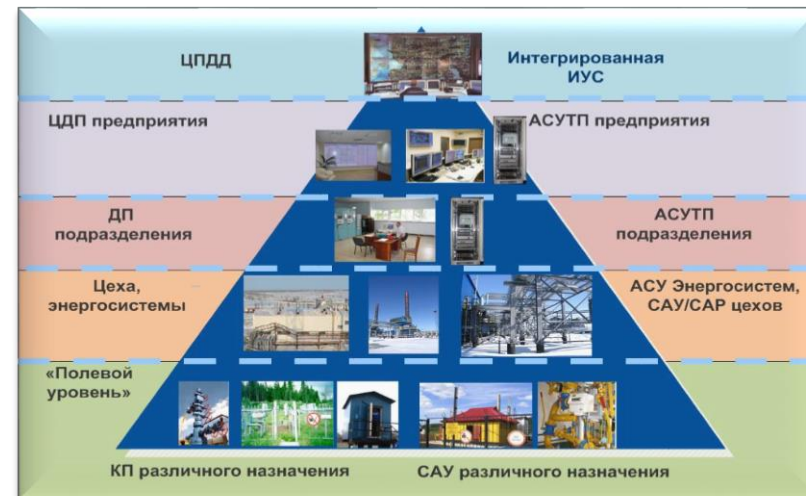 ЦПДД
Интегрированная
ИУС
ЦДП предприятия
АСУТП предприятия
ДП
подразделения
АСУТП
подразделения
Цеха,
энергосистемы
АСУ Энергосистем,
САУ/САР цехов
«Полевой
уровень»
КП различного назначения
САУ различного назначения